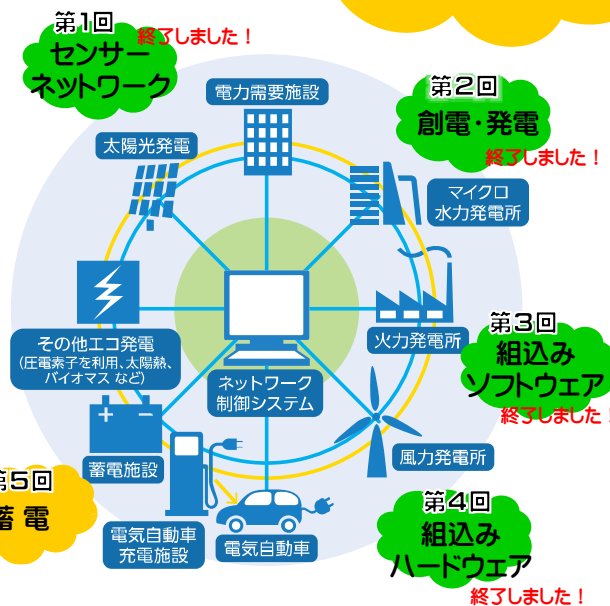 第1回
終了しました！
センサー
ネットワーク
電力需要施設
第2回
創電・発電
終了しました！
太陽光発電
マイクロ
水力発電所
その他エコ発電
(圧電素子を利用、太陽熱、
バイオマス など)
ネットワーク
制御システム
火力発電所
第3回
組込み
ソフトウェア
終了しました！
蓄電施設
風力発電所
第5回
蓄電
電気自動車
充電施設
電気自動車
第4回
組込み
ハードウェア
終了しました！